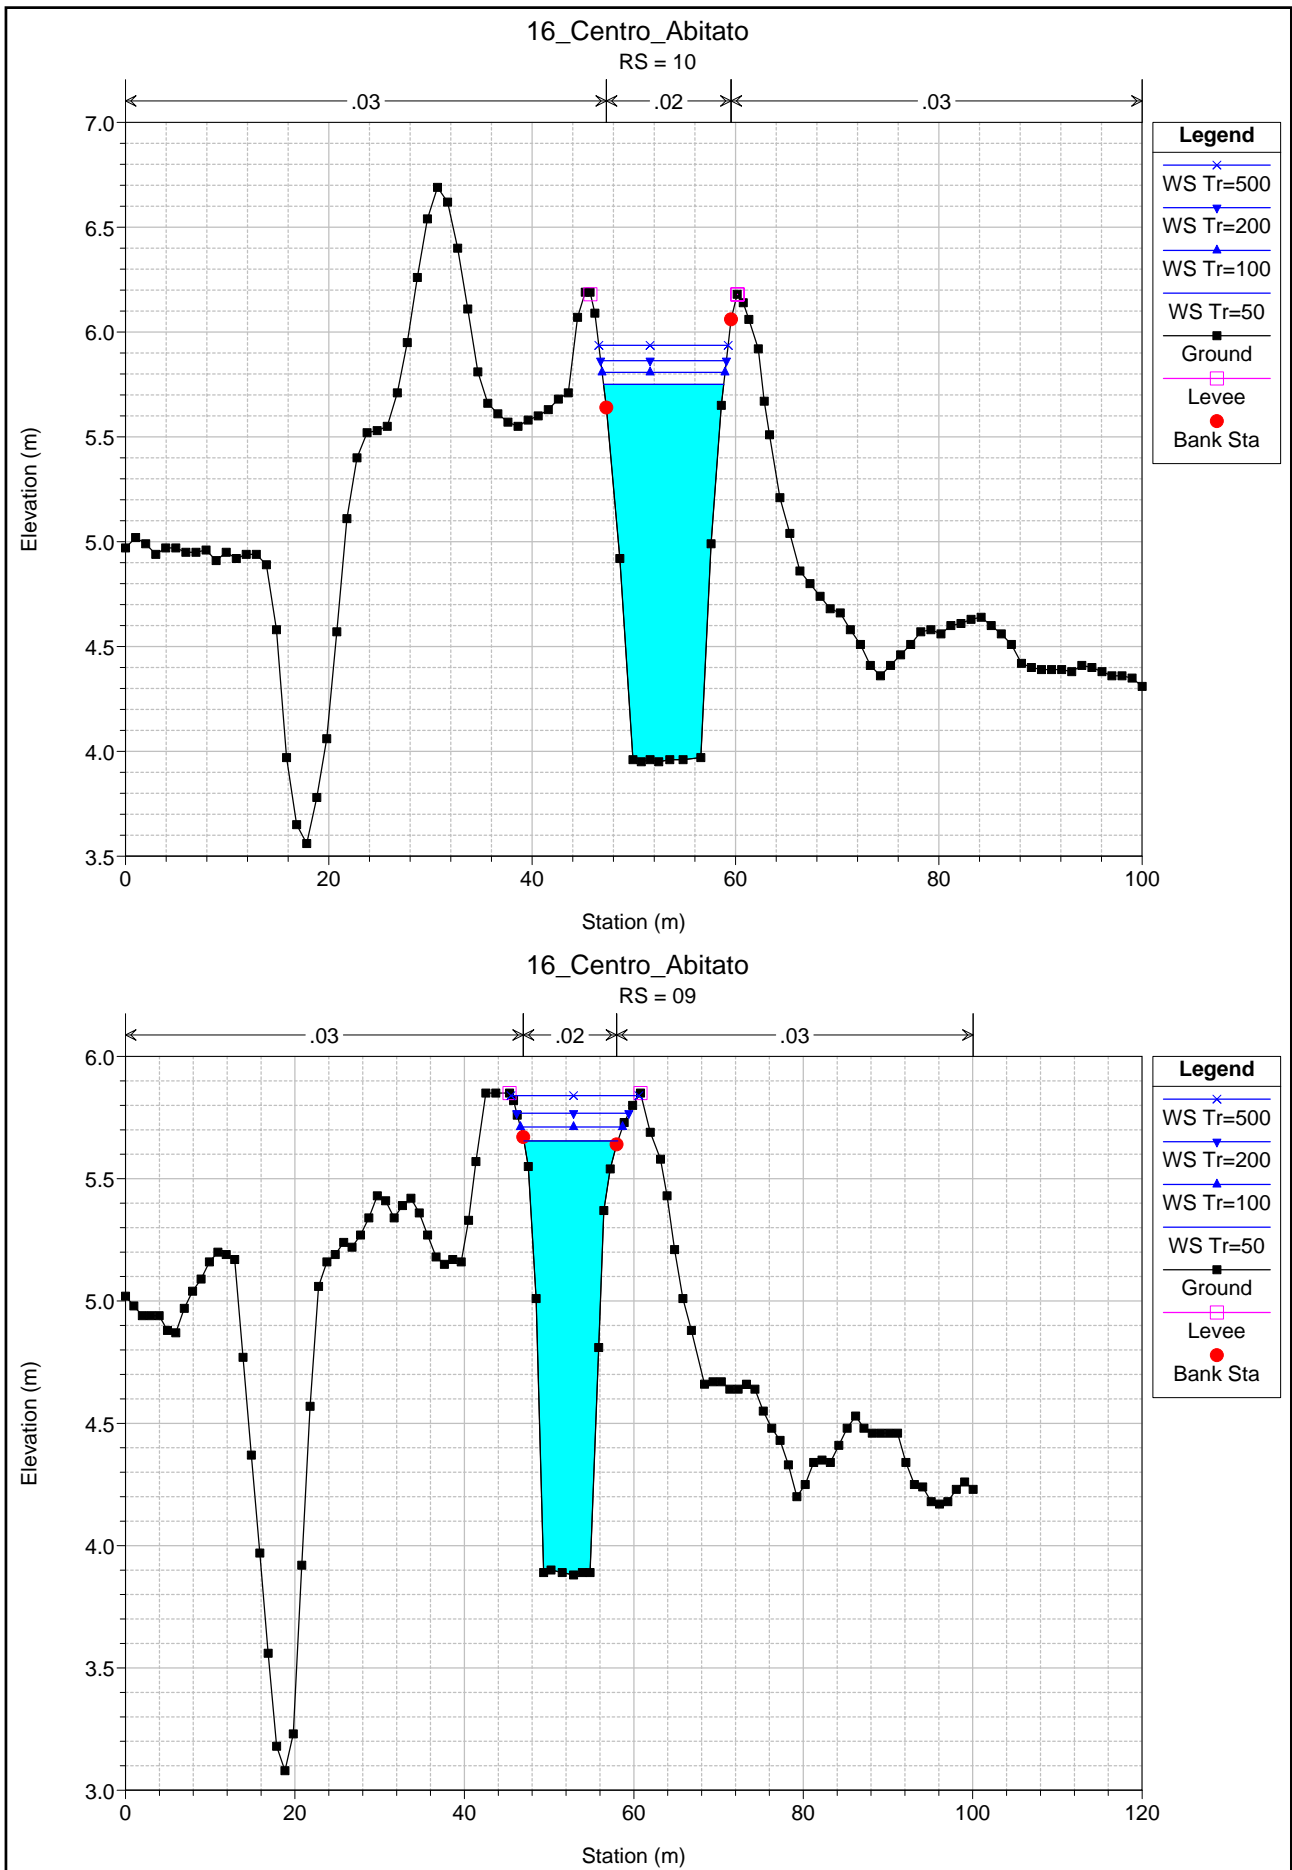 16_Centro_Abitato
RS = 10
.03
.02
.03
7.0
6.5
6.0
5.5
5.0
4.5
4.0
3.5
0
20
40
60
80
100
Elevation (m)
Station (m)
Legend
WS Tr=500
WS Tr=200
WS Tr=100
WS Tr=50
Ground
Levee
Bank Sta
16_Centro_Abitato
RS = 09
.03
.02
.03
6.0
5.5
5.0
4.5
4.0
3.5
3.0
0
20
40
60
80
100
120
Elevation (m)
Station (m)
Legend
WS Tr=500
WS Tr=200
WS Tr=100
WS Tr=50
Ground
Levee
Bank Sta